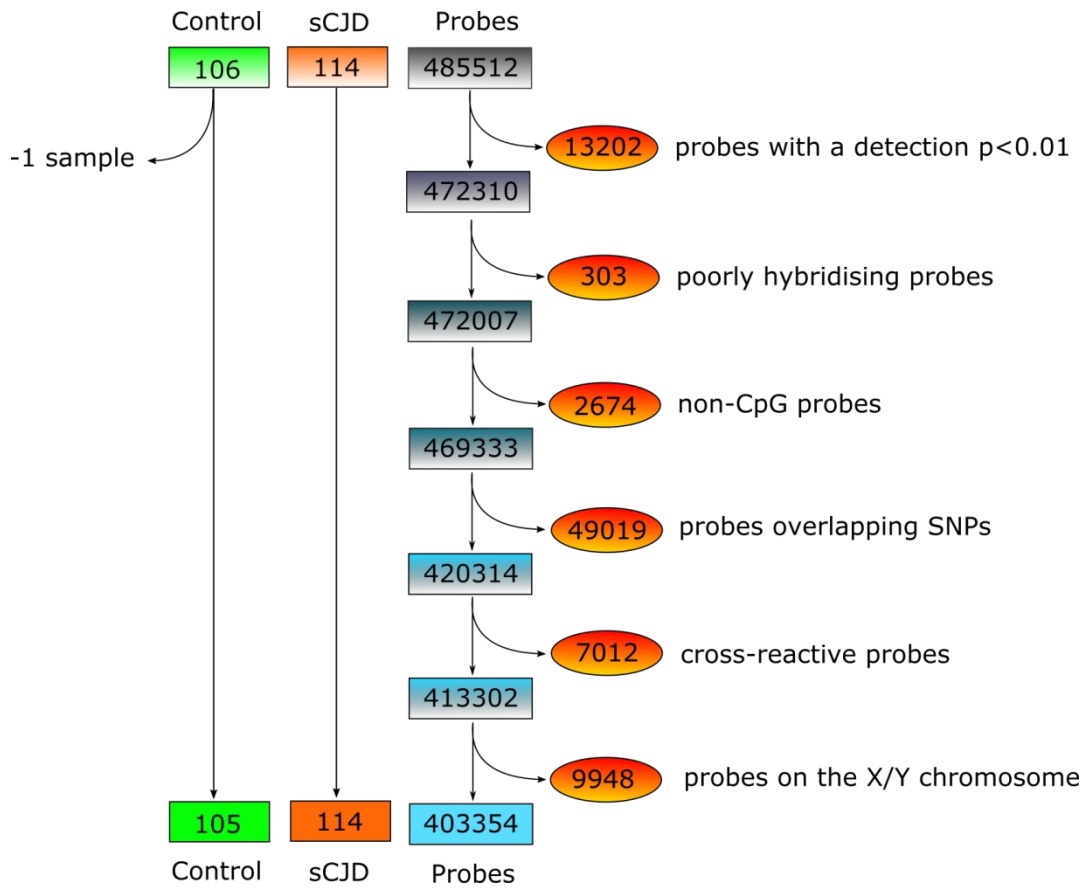 Control sCJD Probes
106 114 485512
-1 sample
13202 probes with a detection p<0.01
472310
303 poorly hybridising probes
472007
2674 non-CpG probes
469333
49019 probes overlapping SNPs
420314
7012 cross-reactive probes
413302
9948 probes on the X/Y chromosome
105 114 403354
Control sCJD Probes